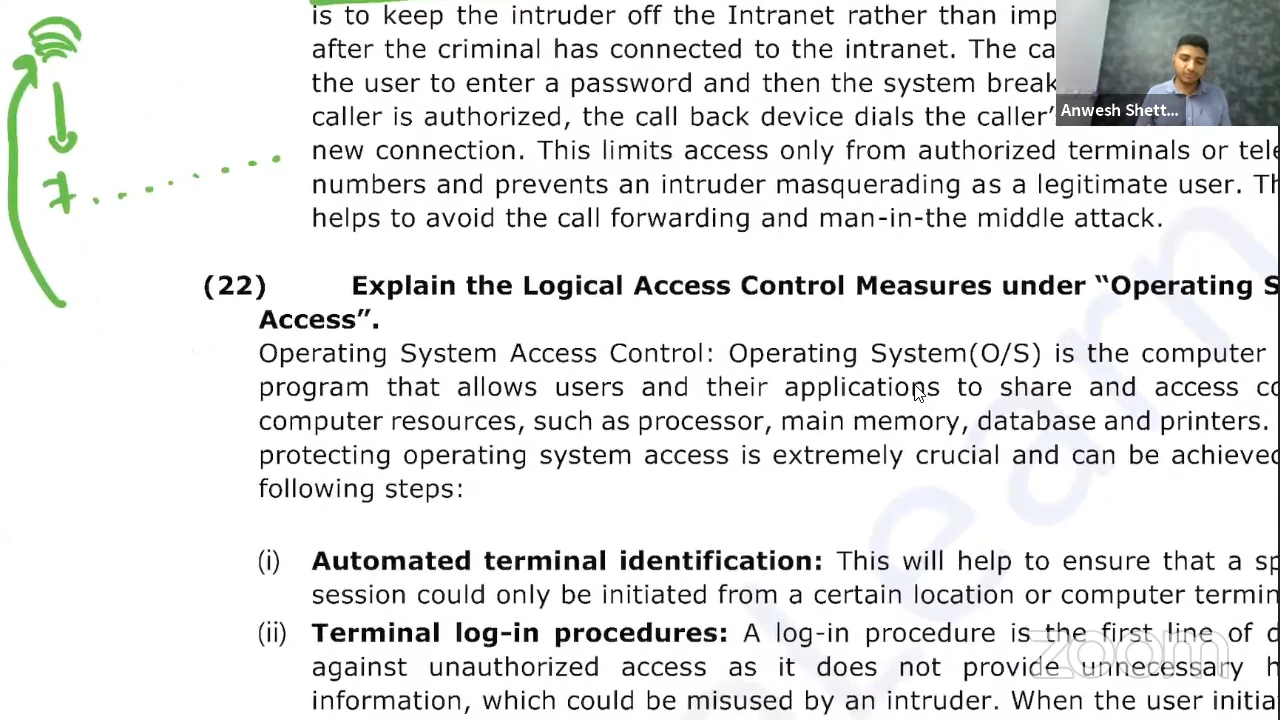 is to keep the intruder off the Intranet rather than imp
after the criminal has connected to the intranet. The ca
the user to enter a password and then the system break
caller is authorized, the call back device dials the caller’
new connection. This limits access only from authorized terminals or tele
numbers and prevents an intruder masquerading as a legitimate user. Th
helps to avoid the call forwarding and man-in-the middle attack.
Anwesh Shett...
(22) Explain the Logical Access Control Measures under “Operating S
Access”.
Operating System Access Control: Operating System(O/S) is the computer
program that allows users and their applications to share and access co
computer resources, such as processor, main memory, database and printers.
protecting operating system access is extremely crucial and can be achieved
following steps:
(i) Automated terminal identification: This will help to ensure that a sp
session could only be initiated from a certain location or computer termin
(ii) Terminal log-in procedures: A log-in procedure is the first line of d
against unauthorized access as it does not provide unnecessary h
information, which could be misused by an intruder. When the user initia
zoom
Learn